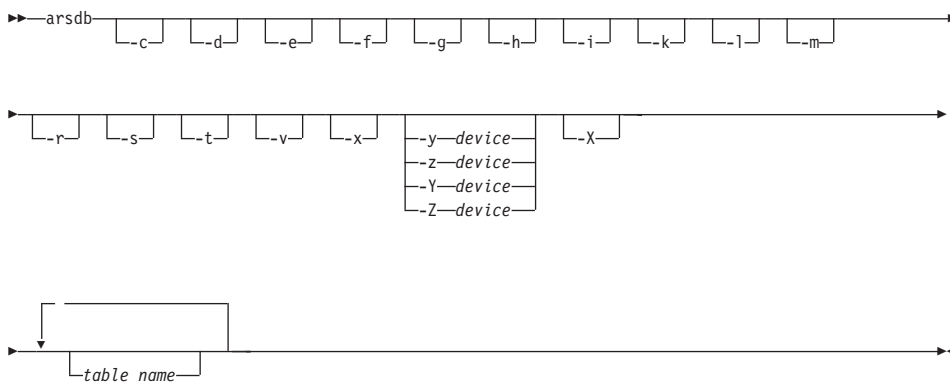 arsdb -c -d -e -f -g -h -i -k -l -m
-r -s -t -v -x -y device -X
-z device
-Y device
-Z device
table name